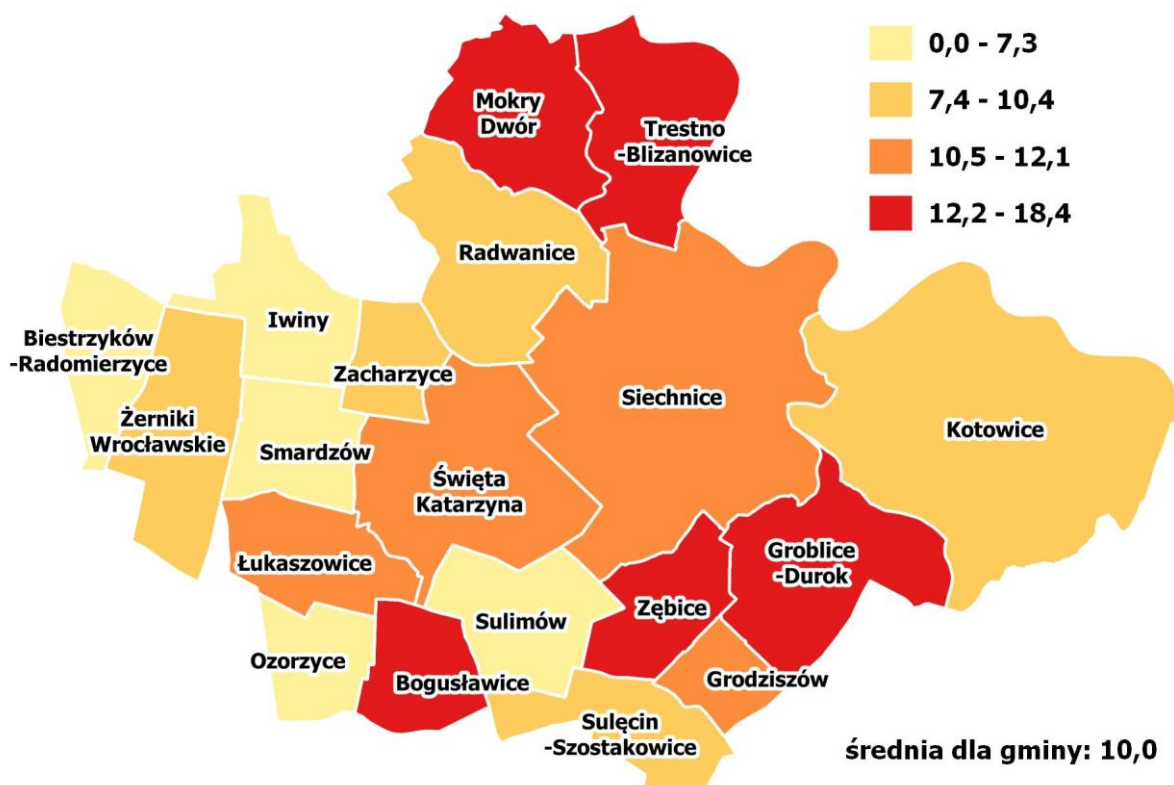 0,0 - 7,3
7,4 - 10,4
10,5 - 12,1
12,2 - 18,4
Mokry
Dwór
Trestno
-Blizanowice
Radwanice
Iwiny
Biestrzyków
-Radomierzyce
Zacharzyce
Siechnice
Żerniki
Wrocławskie
Kotowice
Smardzów
Święta
Katarzyna
Łukaszowice
Groblice
-Durok
Zębice
Sulimów
Ozorzyce
Bogusławice
Grodziszów
Sulęcin
-Szostakowice
średnia dla gminy: 10,0